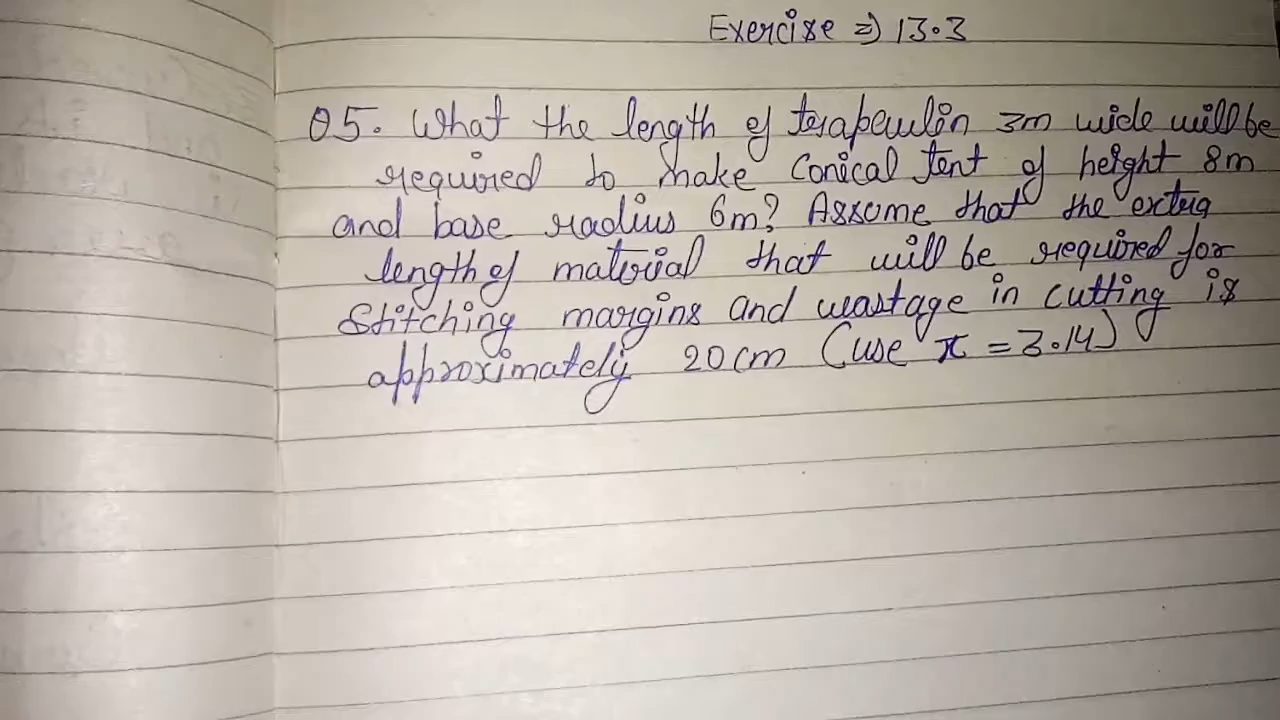 Exercise ⇒ 13.3
Q5. What the length of terapaulin 3m wide will be
required to make Conical tent of height 8m
and base radius 6m? Assume that the extra
length of material that will be required for
Stitching margins and wastage in cutting is
approximately 20cm (use π = 3.14)